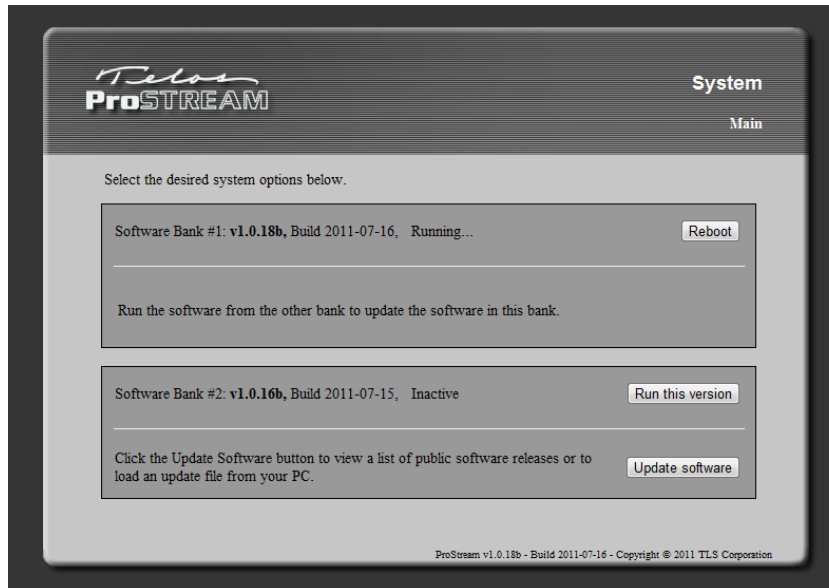 Telos
ProSTREAM
System
Main
Select the desired system options below.
Software Bank #1: v1.0.18b, Build 2011-07-16, Running...
Reboot
Run the software from the other bank to update the software in this bank.
Software Bank #2: v1.0.16b, Build 2011-07-15, Inactive
Run this version
Click the Update Software button to view a list of public software releases or to
load an update file from your PC.
Update software
ProStream v1.0.18b - Build 2011-07-16 - Copyright © 2011 TLS Corporation